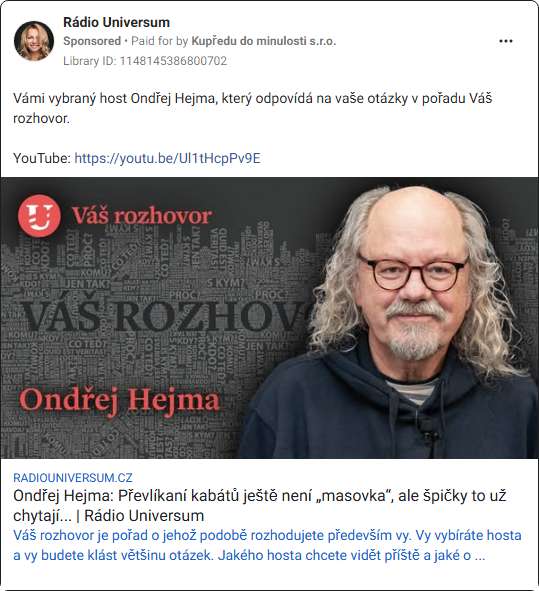 Rádio Universum
Sponsored • Paid for by Kupředu do minulosti s.r.o.
Library ID: 1148145386800702
Vámi vybraný host Ondřej Hejma, který odpovídá na vaše otázky v pořadu Váš
rozhovor.
YouTube: https://youtu.be/Ul1tHcpPv9E
Váš rozhovor
VÁŠ ROZHOVO
Ondřej Hejma
RADIOUNIVERSUM.CZ
Ondřej Hejma: Převlíkaní kabátů ještě není „masovka“, ale špičky to už
chytají... | Rádio Universum
Váš rozhovor je pořad o jehož podobě rozhodujete především vy. Vy vybíráte hosta
a vy budete klást většinu otázek. Jakého hosta chcete vidět příště a jaké o ...